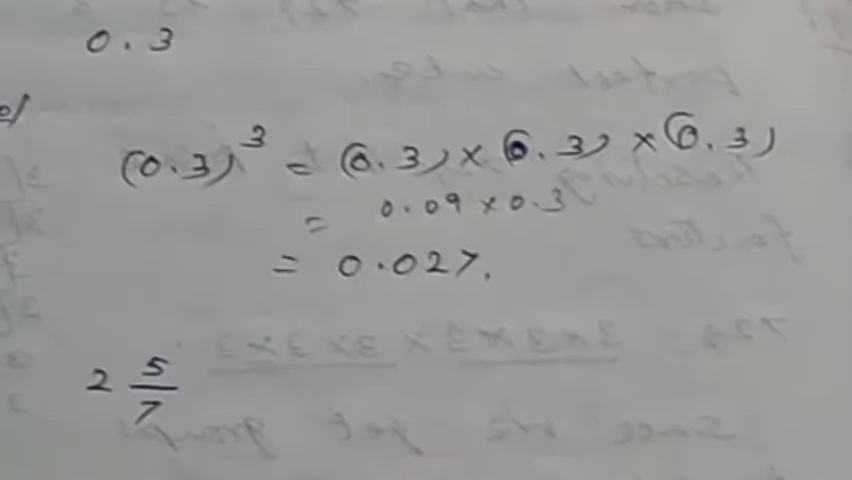 0.3
(0.3)³ = (0.3) × (0.3) × (0.3)
= 0.09 × 0.3
= 0.027.
2 5/7